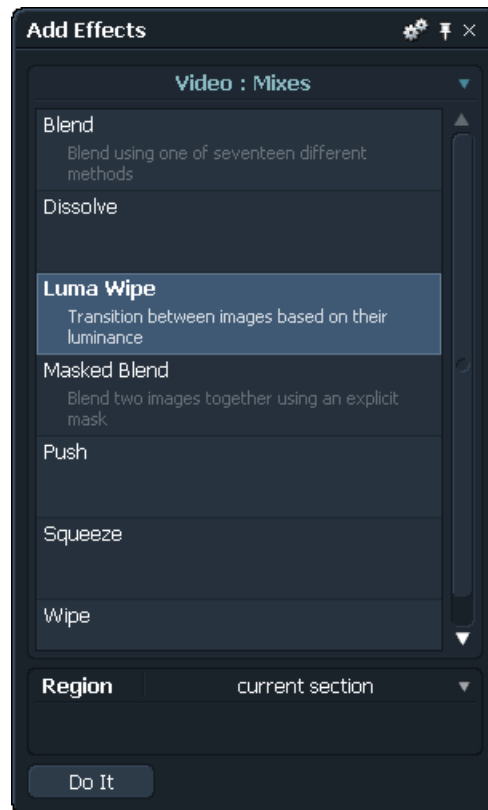 Add Effects
Video : Mixes
Blend
Blend using one of seventeen different
methods
Dissolve
Luma Wipe
Transition between images based on their
luminance
Masked Blend
Blend two images together using an explicit
mask
Push
Squeeze
Wipe
Region current section
Do It